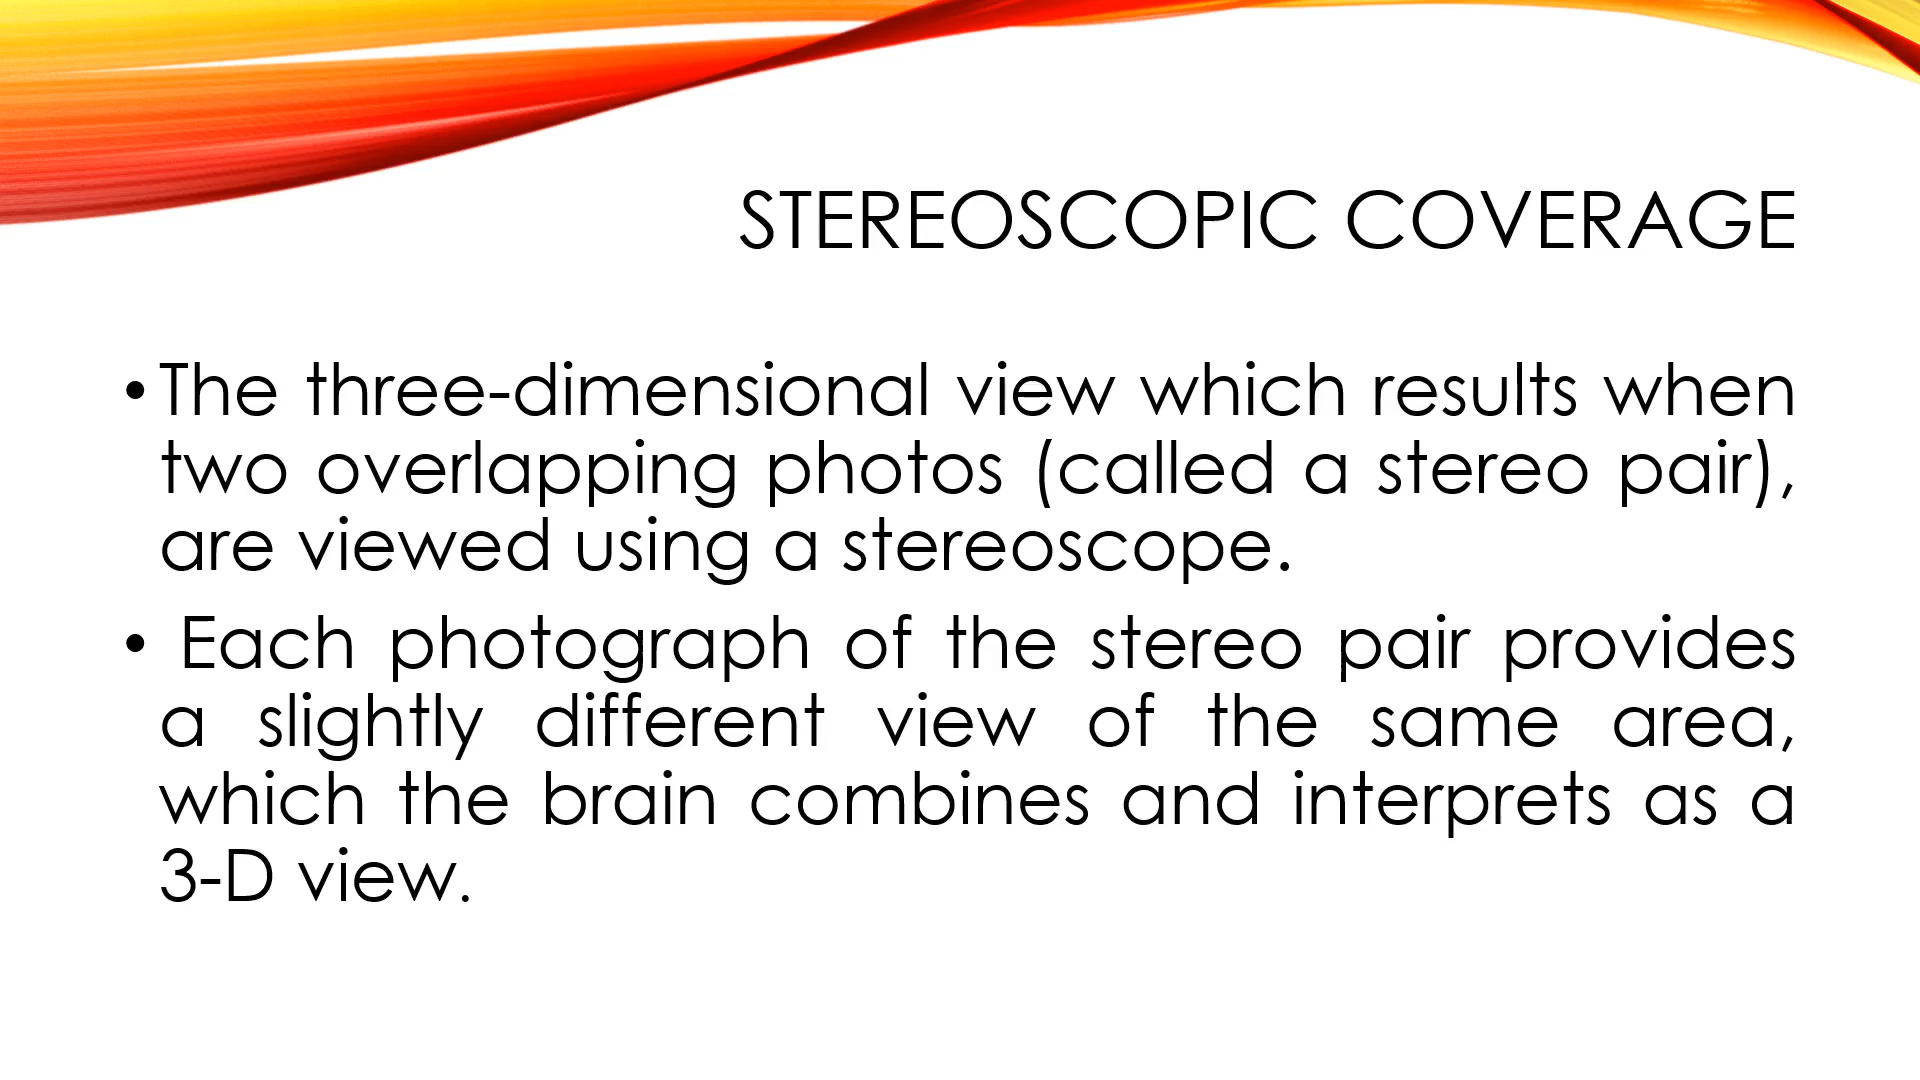 STEREOSCOPIC COVERAGE
• The three-dimensional view which results when
two overlapping photos (called a stereo pair),
are viewed using a stereoscope.
• Each photograph of the stereo pair provides
a slightly different view of the same area,
which the brain combines and interprets as a
3-D view.